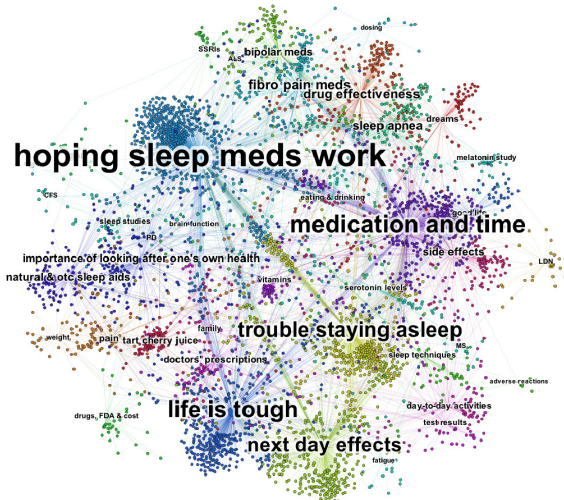 dosing
SSRIs
ALS
bipolar meds
fibro pain meds
drug effectiveness
dreams
sleep apnea
hoping sleep meds work
melatonin study
CFS
eating & drinking
good life
sleep studies
brain function
medication and time
PD
side effects
importance of looking after one's own health
LDN
natural & otc sleep aids
vitamins
serotonin levels
family
trouble staying asleep
weight
pain
tart cherry juice
MS
doctors' prescriptions
sleep techniques
adverse reactions
life is tough
day-to-day activities
drugs, FDA & cost
test results
next day effects
fatigue